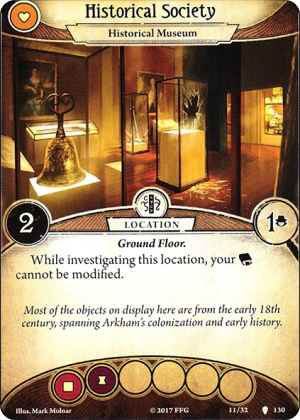 Historical Society
Historical Museum
2
LOCATION
1
Ground Floor.
While investigating this location, your
cannot be modified.
Most of the objects on display here are from the early 18th
century, spanning Arkham's colonization and early history.
Illus. Mark Molnar
© 2017 FFG
11/32
130